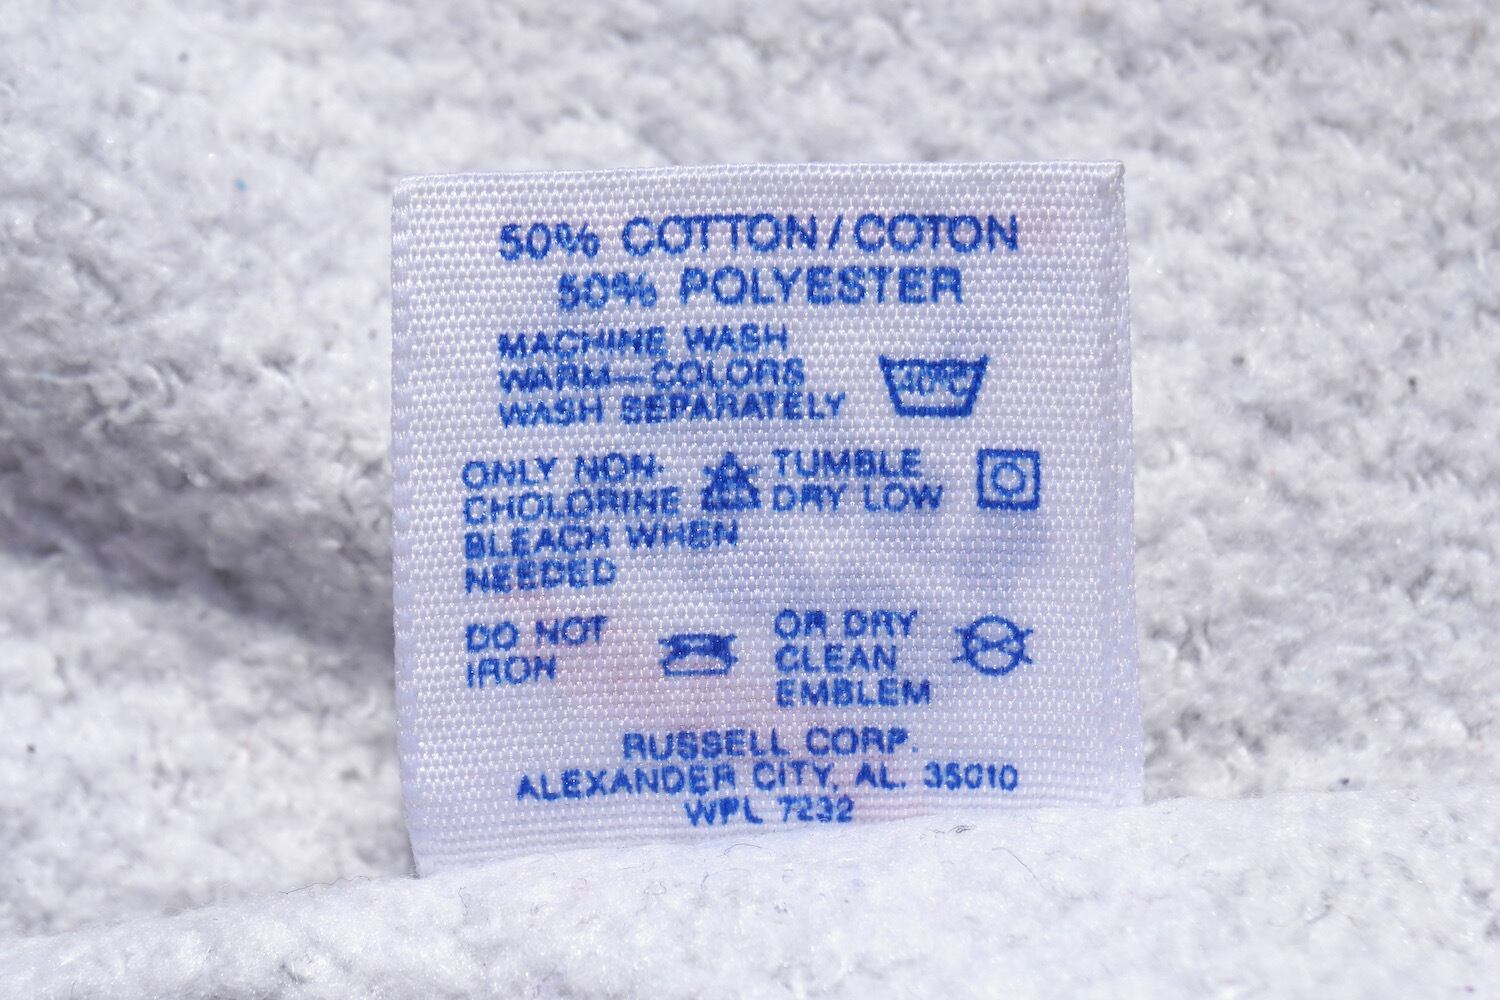 50% COTTON/COTON
50% POLYESTER
MACHINE WASH
WARM—COLORS
WASH SEPARATELY
40°C
ONLY NON-
CHOLORINE
BLEACH WHEN
NEEDED
TUMBLE
DRY LOW
DO NOT
IRON
OR DRY
CLEAN
EMBLEM
RUSSELL CORP.
ALEXANDER CITY, AL. 35010
WPL 7232